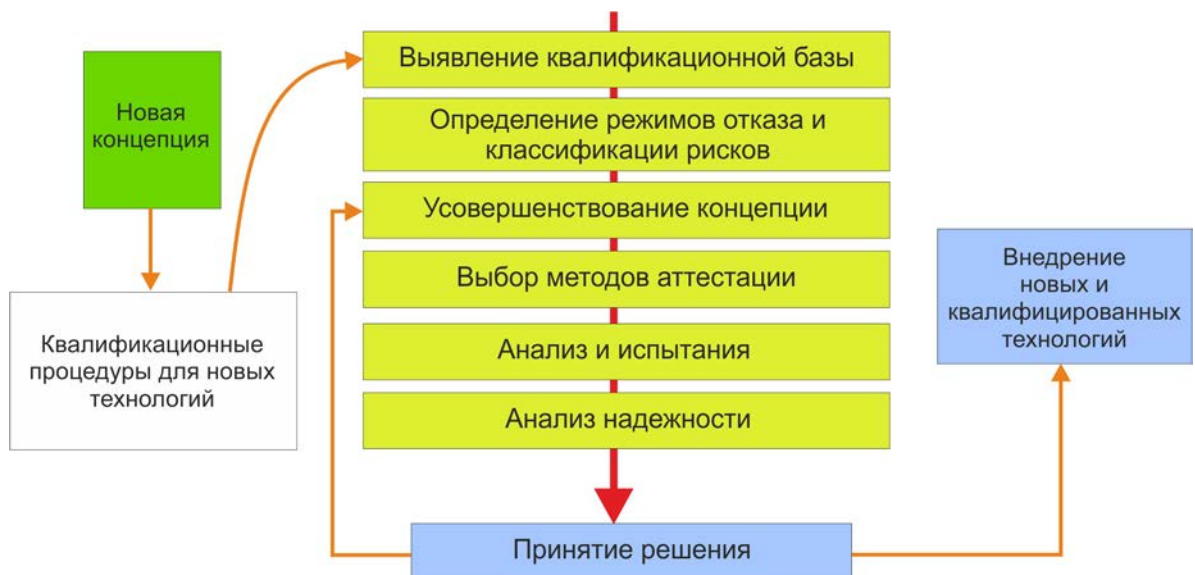 Новая
концепция
Квалификационные
процедуры для новых
технологий
Выявление квалификационной базы
Определение режимов отказа и
классификации рисков
Усовершенствование концепции
Выбор методов аттестации
Анализ и испытания
Анализ надежности
Принятие решения
Внедрение
новых и
квалифицированных
технологий